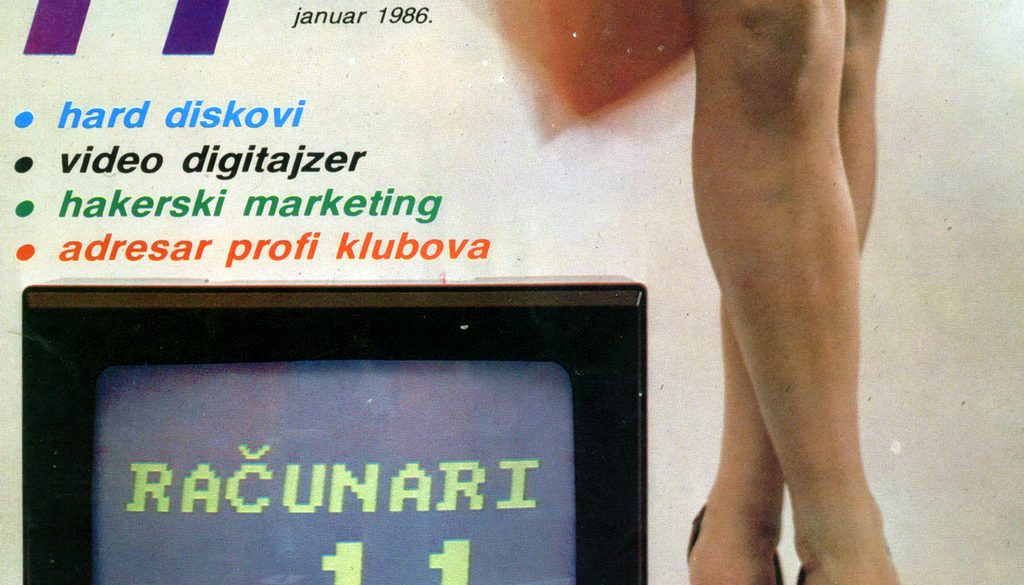 januar 1986.
• hard diskovi
• video digitajzer
• hakerski marketing
• adresar profi klubova
RAČUNARI
11